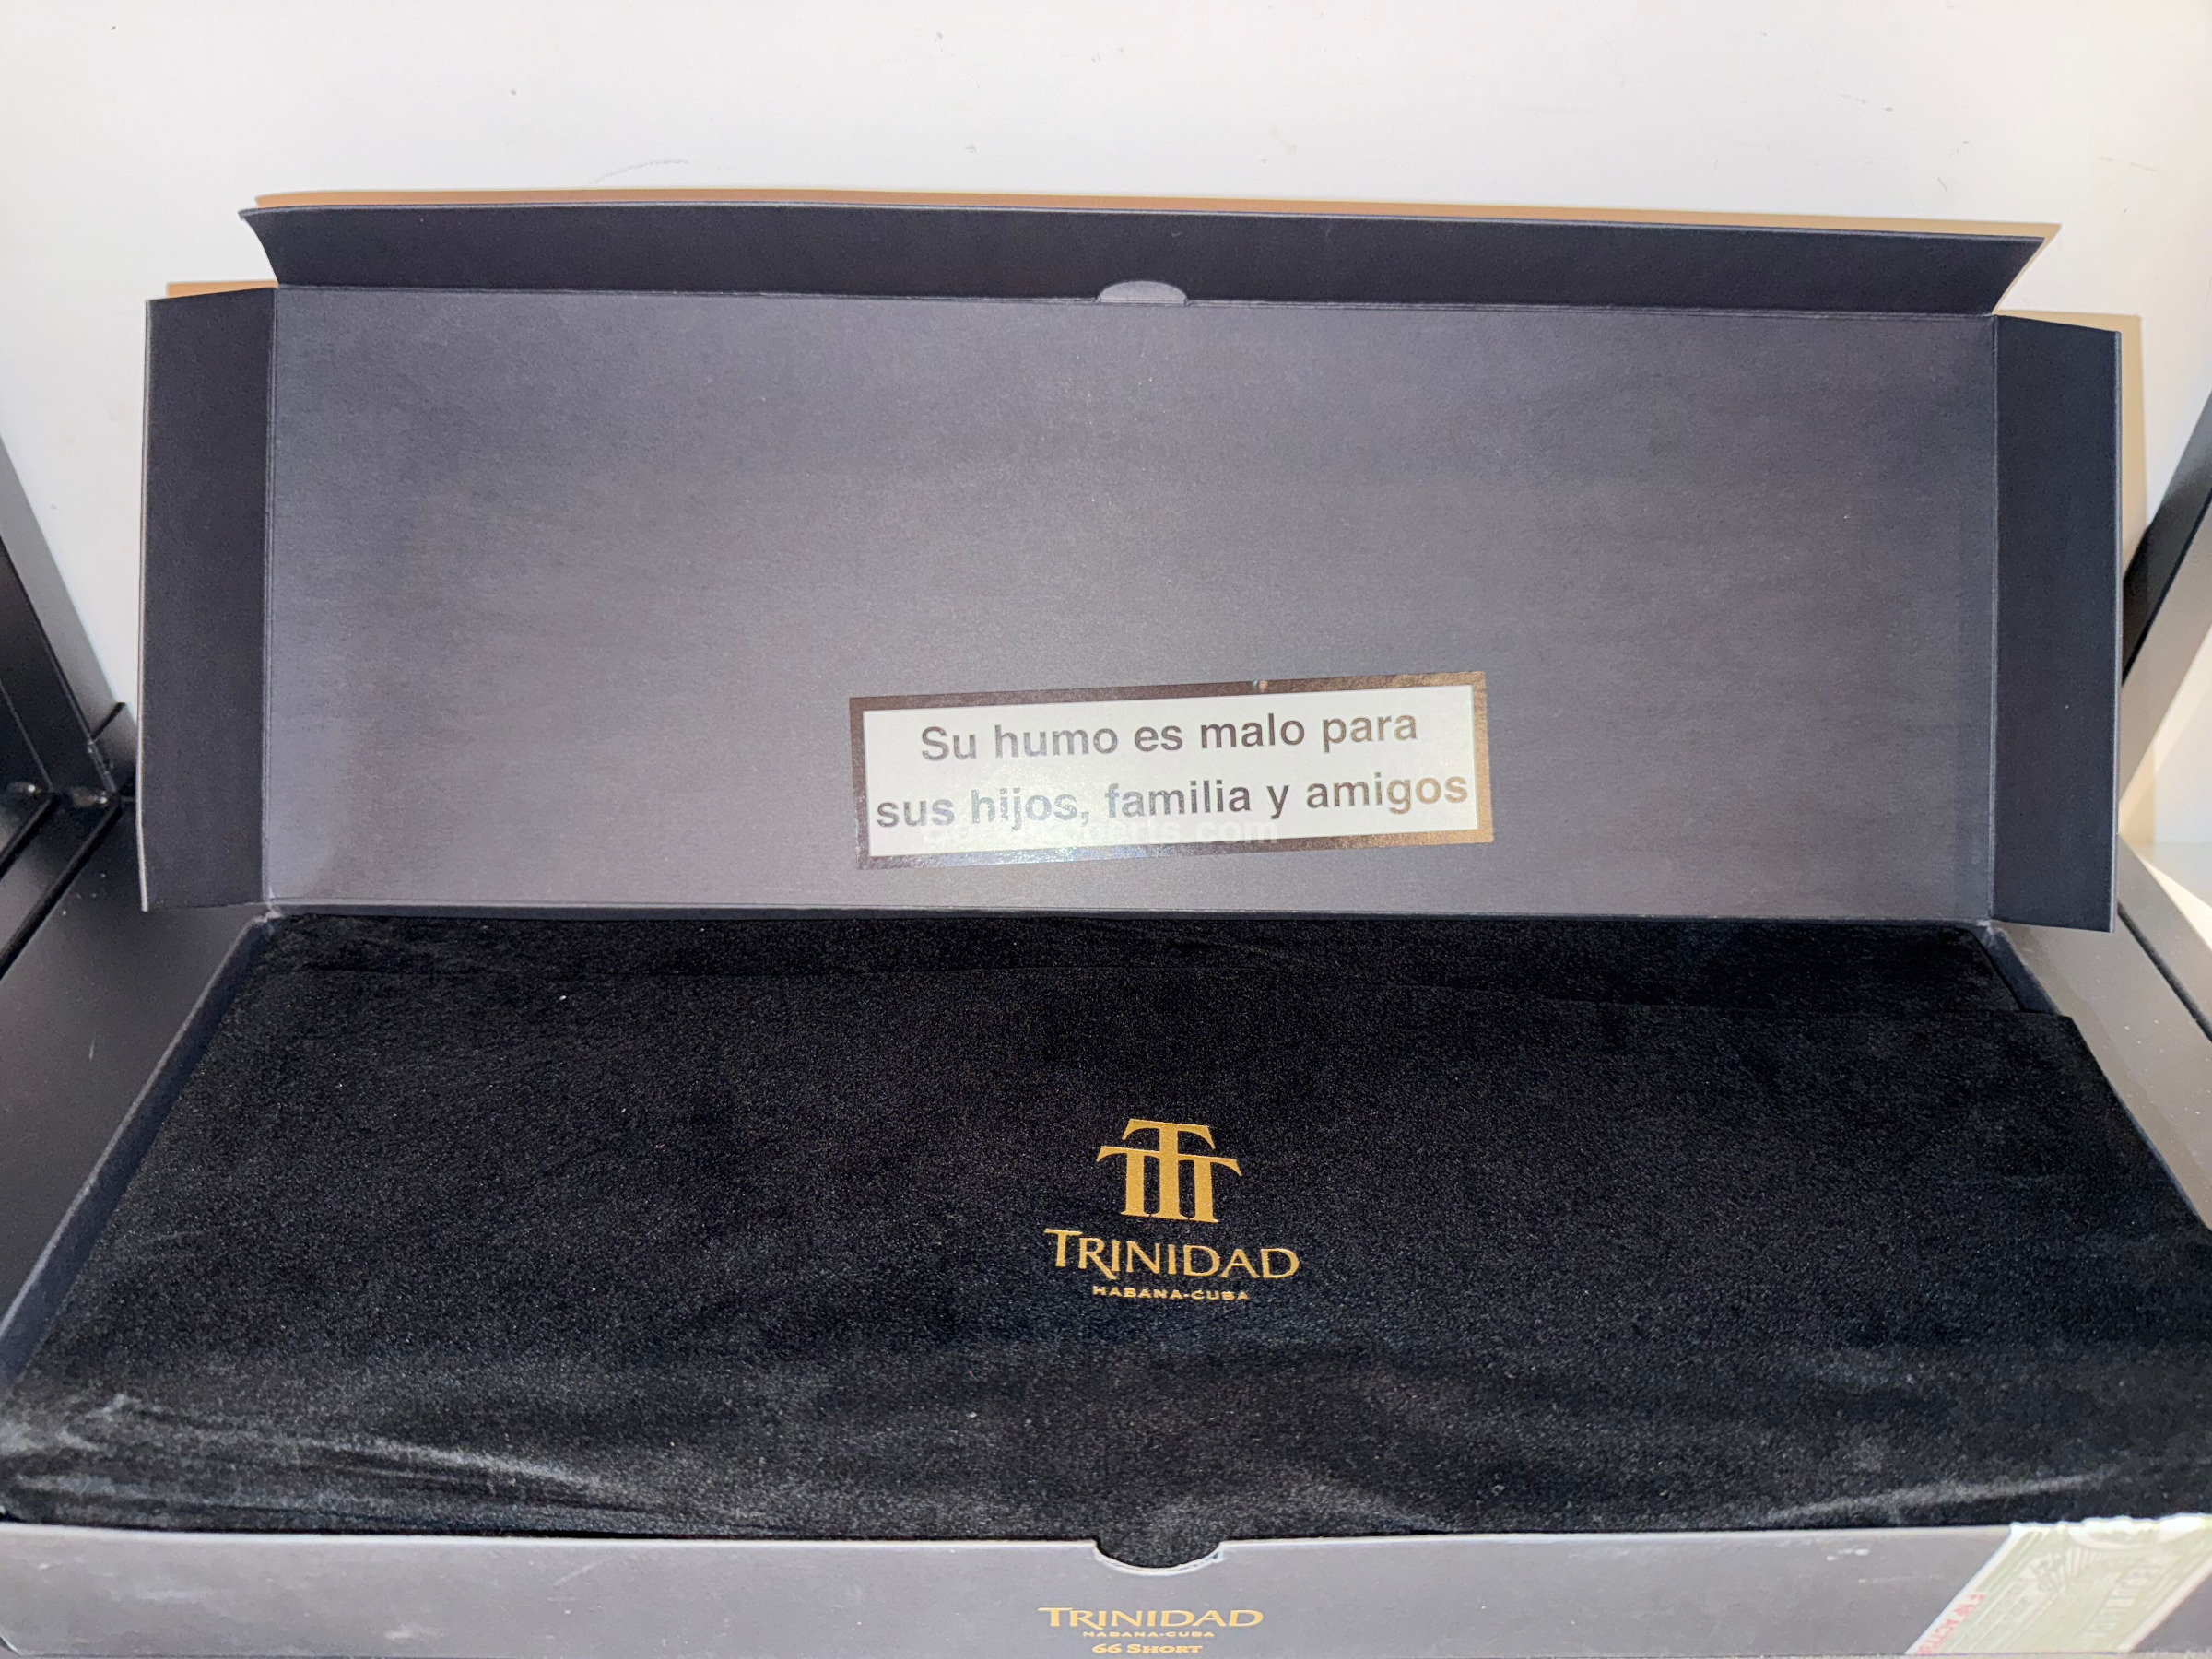 Su humo es malo para
sus hijos, familia y amigos
TRINIDAD
HABANA-CUBA
TRINIDAD
HABANA-CUBA
66 SHORT